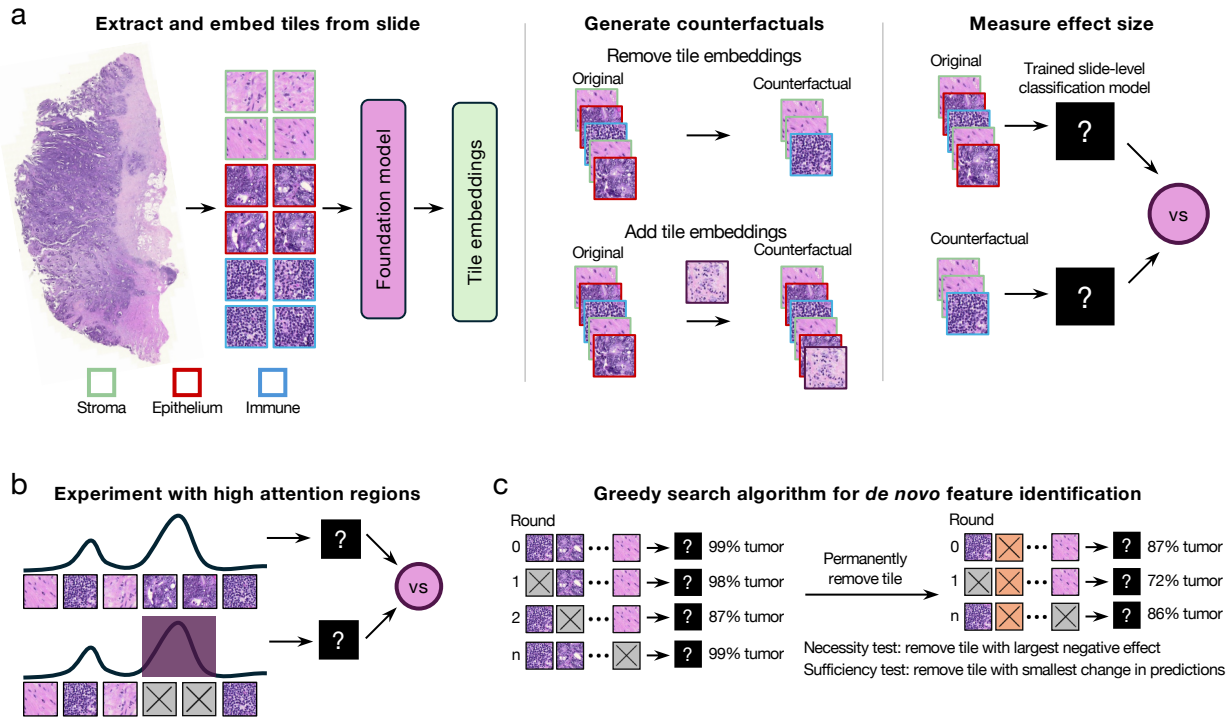 a
Extract and embed tiles from slide
Foundation model
Tile embeddings
Stroma
Epithelium
Immune
Generate counterfactuals
Remove tile embeddings
Original
Counterfactual
Add tile embeddings
Original
Counterfactual
Measure effect size
Original
Trained slide-level
classification model
?
Counterfactual
?
vs
b
Experiment with high attention regions
?
?
vs
c
Greedy search algorithm for de novo feature identification
Round
0 ? 99% tumor
1 ? 98% tumor
2 ? 87% tumor
n ? 99% tumor
Permanently
remove tile
Round
0 ? 87% tumor
1 ? 72% tumor
n ? 86% tumor
Necessity test: remove tile with largest negative effect
Sufficiency test: remove tile with smallest change in predictions